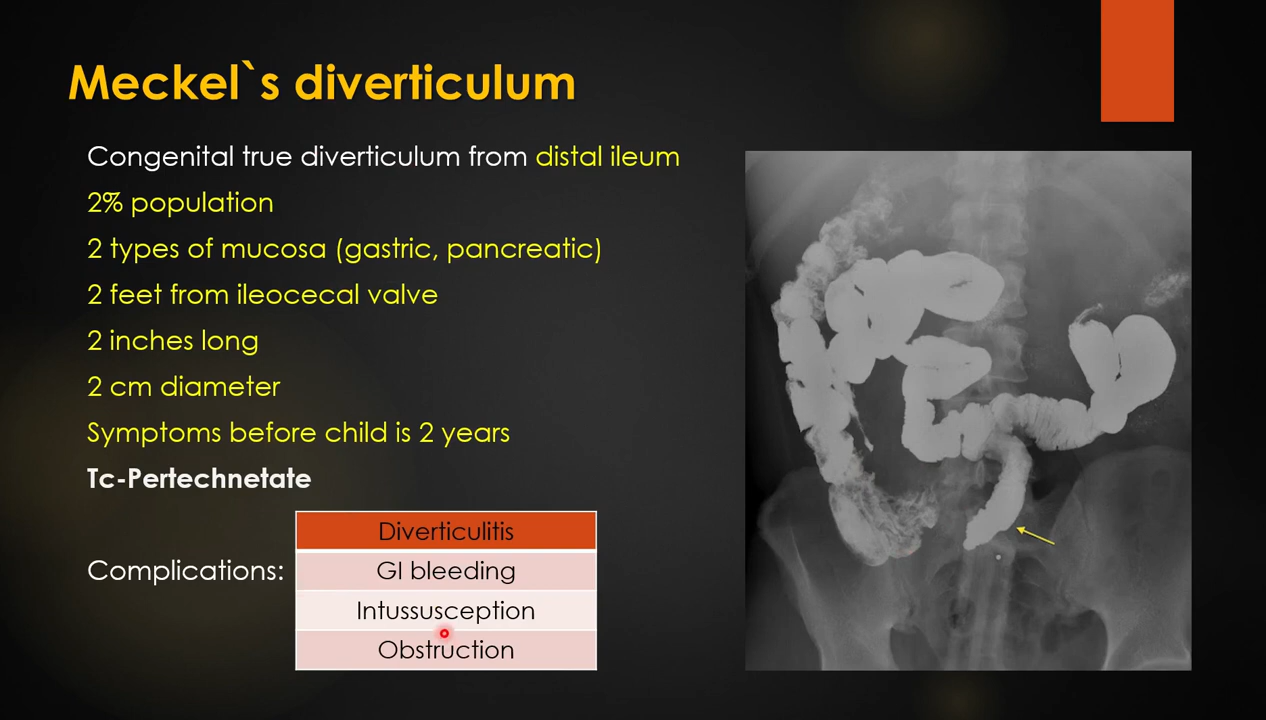 Meckel`s diverticulum
Congenital true diverticulum from distal ileum
2% population
2 types of mucosa (gastric, pancreatic)
2 feet from ileocecal valve
2 inches long
2 cm diameter
Symptoms before child is 2 years
Tc-Pertechnetate
Complications:
Diverticulitis
GI bleeding
Intussusception
Obstruction